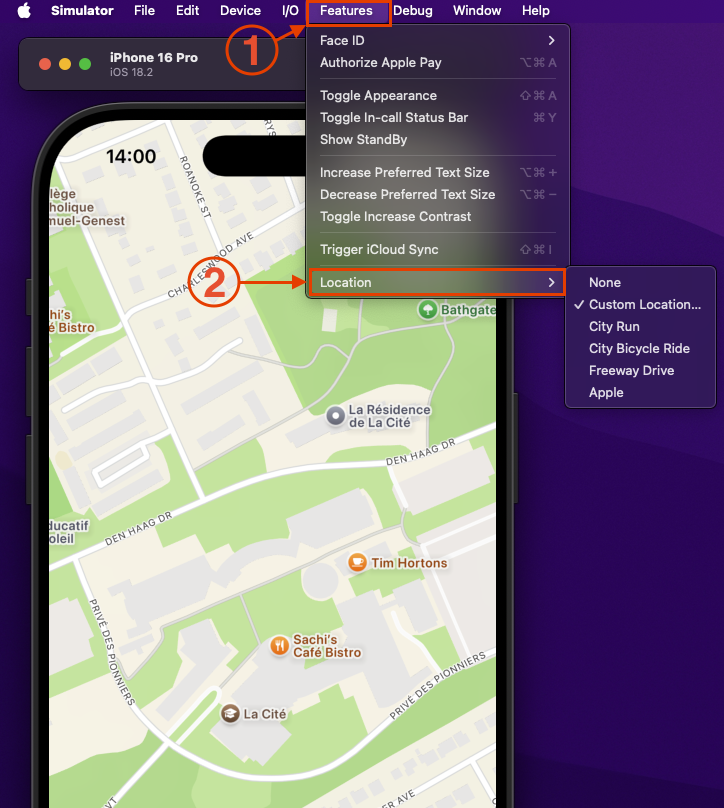 Simulator File Edit Device I/O Features Debug Window Help
1
iPhone 16 Pro
iOS 18.2
Face ID
Authorize Apple Pay ⌥⌘A
Toggle Appearance ⇧⌘A
Toggle In-call Status Bar ⌘Y
Show StandBy
Increase Preferred Text Size ⌥⌘+
Decrease Preferred Text Size ⌥⌘−
Toggle Increase Contrast
Trigger iCloud Sync ⇧⌘I
2
Location
None
✓ Custom Location...
City Run
City Bicycle Ride
Freeway Drive
Apple
14:00
ROANOKE ST
lège
holique
muel-Genest
CHARLESWOOD AVE
hi's
é Bistro
Bathgate
La Résidence
de La Cité
DEN HAAG DR
ducatif
oleil
DEN HAAG DR
Tim Hortons
PRIVÉ DES PIONNIERS
Sachi's
Café Bistro
PRIVÉ DES PIONNIERS
La Cité